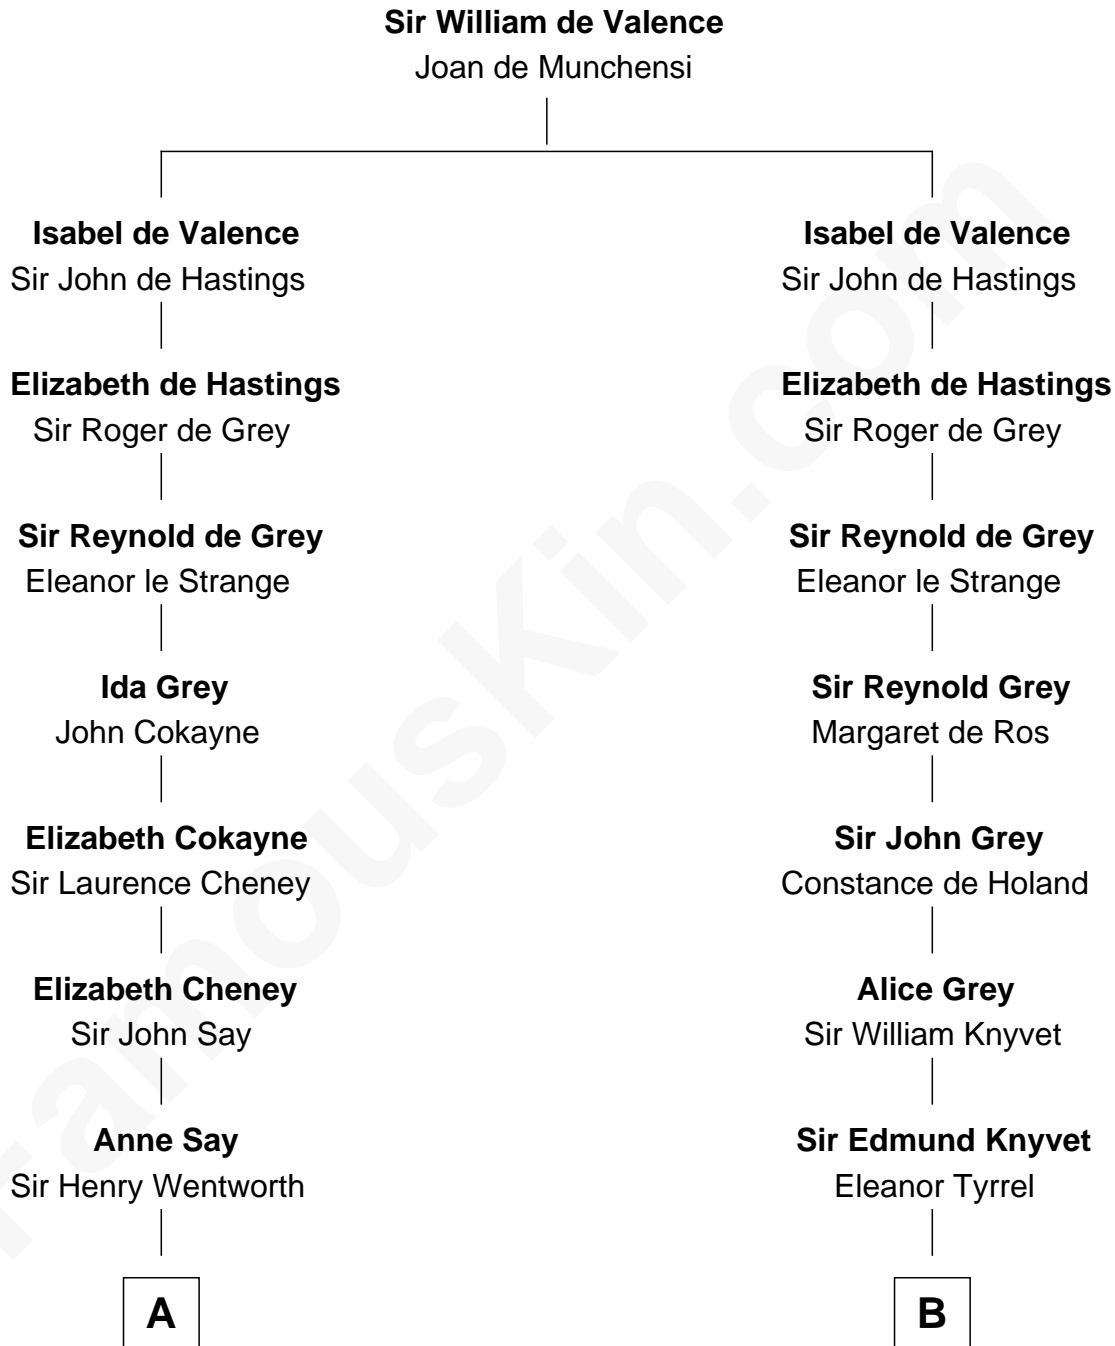 Sir William de Valence
Joan de Munchensi
Isabel de Valence
Sir John de Hastings
Isabel de Valence
Sir John de Hastings
Elizabeth de Hastings
Sir Roger de Grey
Elizabeth de Hastings
Sir Roger de Grey
Sir Reynold de Grey
Eleanor le Strange
Sir Reynold de Grey
Eleanor le Strange
Ida Grey
John Cokayne
Sir Reynold Grey
Margaret de Ros
Elizabeth Cokayne
Sir Laurence Cheney
Sir John Grey
Constance de Holand
Elizabeth Cheney
Sir John Say
Alice Grey
Sir William Knyvet
Anne Say
Sir Henry Wentworth
Sir Edmund Knyvet
Eleanor Tyrrel
A
B
FamousKin.com